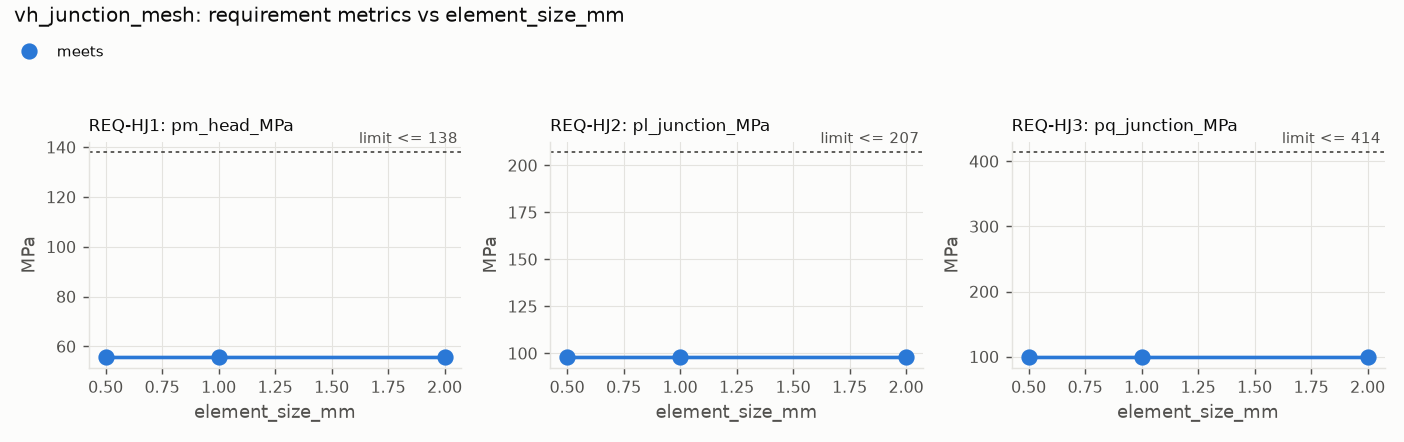 vh_junction_mesh: requirement metrics vs element_size_mm
meets
REQ-HJ1: pm_head_MPa
limit <= 138
140
120
100
80
60
MPa
0.50 0.75 1.00 1.25 1.50 1.75 2.00
element_size_mm
REQ-HJ2: pl_junction_MPa
limit <= 207
200
175
150
125
100
MPa
0.50 0.75 1.00 1.25 1.50 1.75 2.00
element_size_mm
REQ-HJ3: pq_junction_MPa
limit <= 414
400
300
200
100
MPa
0.50 0.75 1.00 1.25 1.50 1.75 2.00
element_size_mm